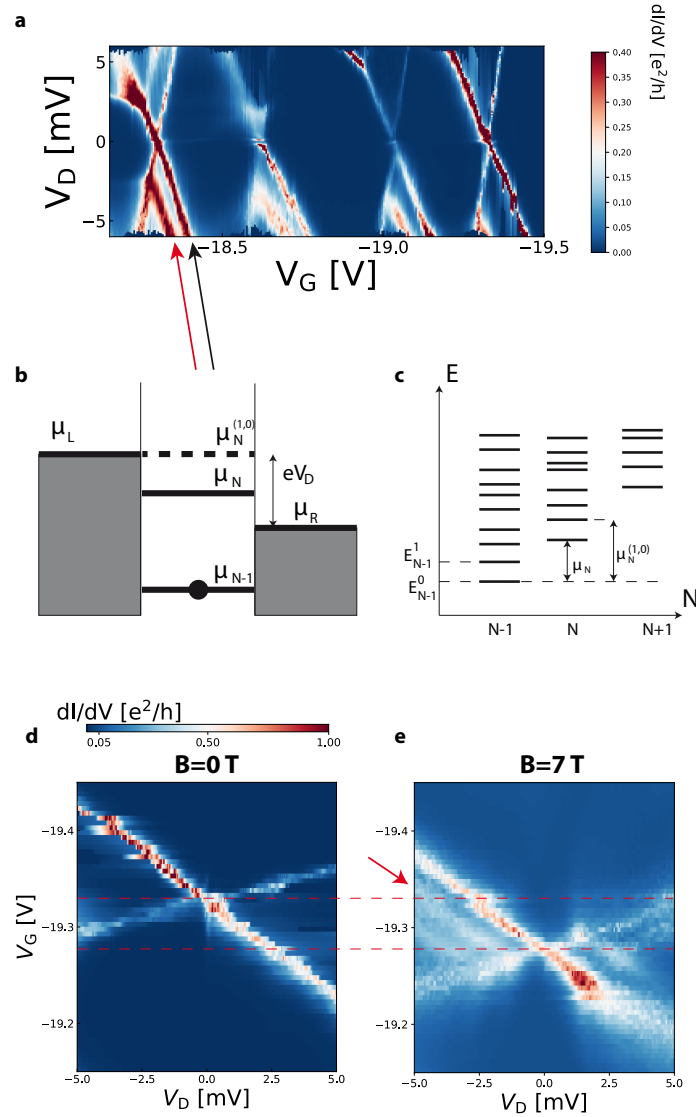 a
dI/dV [e²/h]
V_D [mV]
5
0
−5
−18.5
−19.0
−19.5
V_G [V]
0.40
0.35
0.30
0.25
0.20
0.15
0.10
0.05
0.00
b
μ_L
μ_N^(1,0)
μ_N
eV_D
μ_R
μ_N-1
c
E
E^1_N-1
E^0_N-1
μ_N
μ_N^(1,0)
N
N-1
N
N+1
dI/dV [e²/h]
0.05
0.50
1.00
d
B=0 T
e
B=7 T
V_G [V]
−19.4
−19.3
−19.2
−5.0
−2.5
0.0
2.5
5.0
V_D [mV]
−19.4
−19.3
−19.2
−5.0
−2.5
0.0
2.5
5.0
V_D [mV]